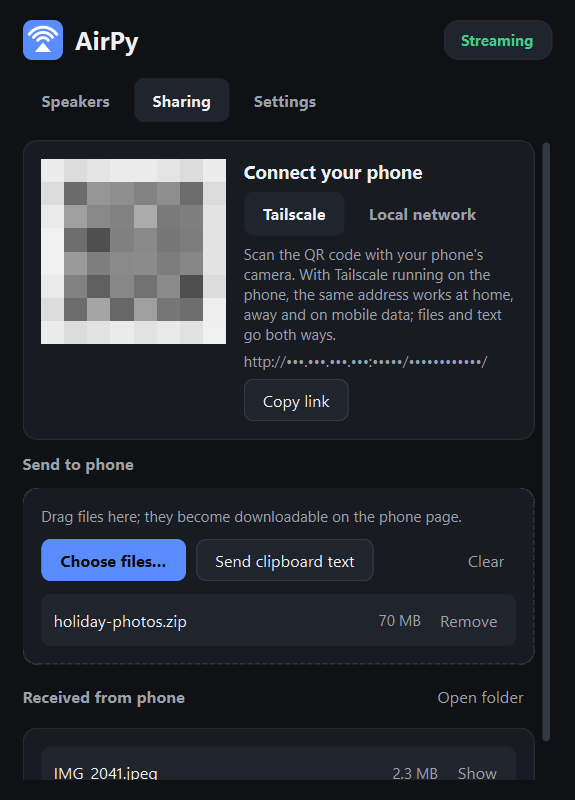 AirPy
Streaming
Speakers
Sharing
Settings
Connect your phone
Tailscale
Local network
Scan the QR code with your phone's
camera. With Tailscale running on the
phone, the same address works at home,
away and on mobile data; files and text
go both ways.
http://•••.•••.•••.•••:•••••/••••••••••••/
Copy link
Send to phone
Drag files here; they become downloadable on the phone page.
Choose files...
Send clipboard text
Clear
holiday-photos.zip
70 MB
Remove
Received from phone
Open folder
IMG_2041.jpeg
2.3 MB
Show